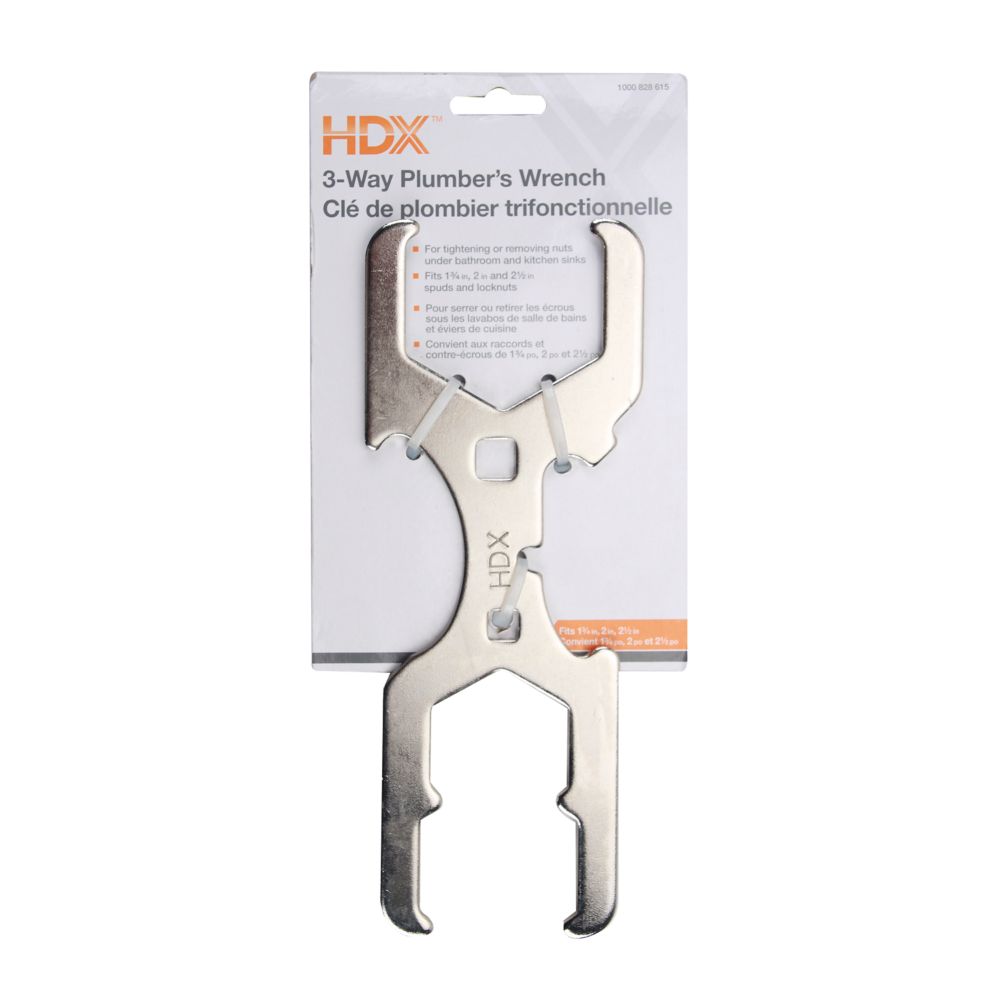 1000 828 615
HDX™
3-Way Plumber's Wrench
Clé de plombier trifonctionnelle
▪ For tightening or removing nuts
under bathroom and kitchen sinks
▪ Fits 1¾ in, 2 in and 2½ in
spuds and locknuts
▪ Pour serrer ou retirer les écrous
sous les lavabos de salle de bains
et éviers de cuisine
▪ Convient aux raccords et
contre-écrous de 1¾ po, 2 po et 2½ po
HDX
Fits 1¾ in, 2 in, 2½ in
Convient 1¾ po, 2 po et 2½ po